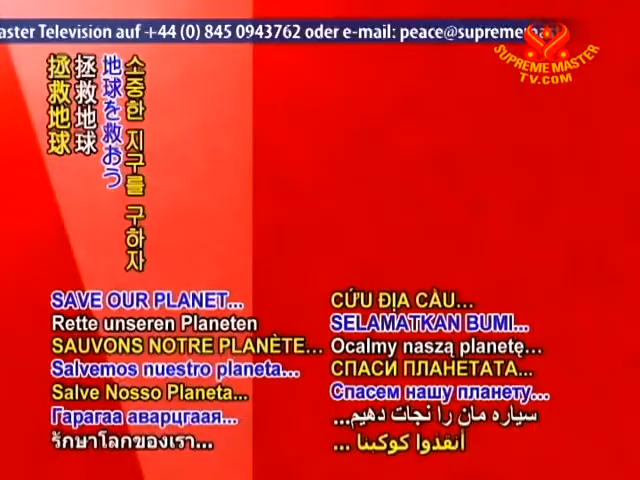 aster Television auf +44 (0) 845 0943762 oder e-mail: peace@supreme
SUPREME MASTER
TV.COM
拯救地球
拯救地球
地球を救おう
소중한 지구를 구하자
SAVE OUR PLANET...
Rette unseren Planeten
SAUVONS NOTRE PLANÈTE...
Salvemos nuestro planeta...
Salve Nosso Planeta...
Гарагаа аварцгаая...
รักษาโลกของเรา...
CỨU ĐỊA CẦU...
SELAMATKAN BUMI...
Ocalmy naszą planetę...
СПАСИ ПЛАНЕТАТА...
Спасем нашу планету...
سیاره مان را نجات دهیم...
أنقذوا كوكبنا ...